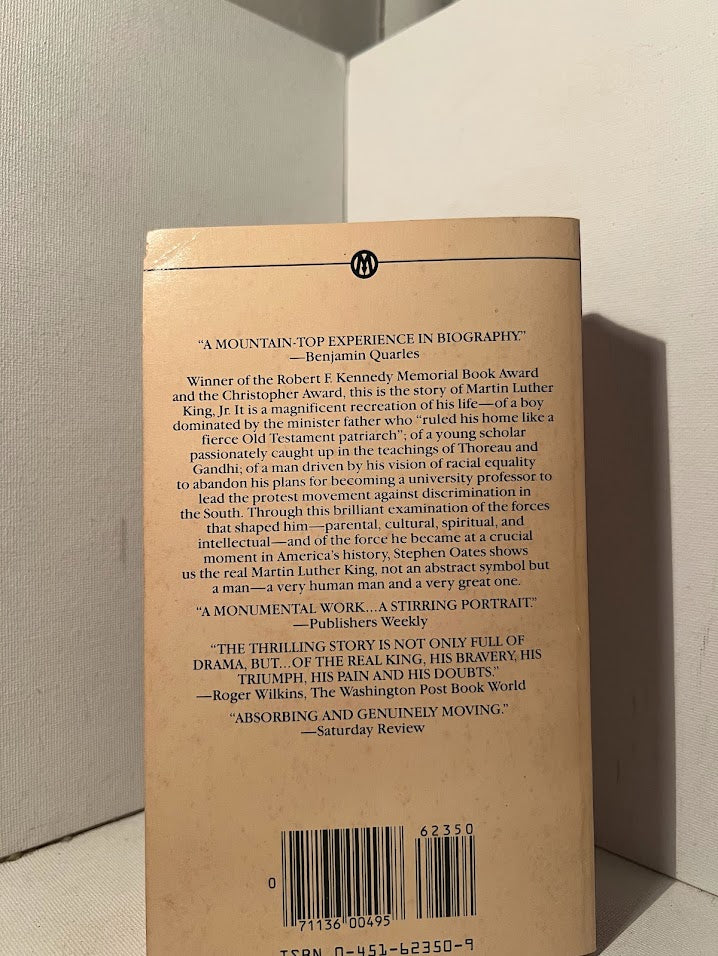 M
“A MOUNTAIN-TOP EXPERIENCE IN BIOGRAPHY.”
—Benjamin Quarles
Winner of the Robert F. Kennedy Memorial Book Award
and the Christopher Award, this is the story of Martin Luther
King, Jr. It is a magnificent recreation of his life—of a boy
dominated by the minister father who “ruled his home like a
fierce Old Testament patriarch”; of a young scholar
passionately caught up in the teachings of Thoreau and
Gandhi; of a man driven by his vision of racial equality
to abandon his plans for becoming a university professor to
lead the protest movement against discrimination in
the South. Through this brilliant examination of the forces
that shaped him—parental, cultural, spiritual, and
intellectual—and of the force he became at a crucial
moment in America's history, Stephen Oates shows
us the real Martin Luther King, not an abstract symbol but
a man—a very human man and a very great one.
“A MONUMENTAL WORK...A STIRRING PORTRAIT.”
—Publishers Weekly
“THE THRILLING STORY IS NOT ONLY FULL OF
DRAMA, BUT...OF THE REAL KING, HIS BRAVERY, HIS
TRIUMPH, HIS PAIN AND HIS DOUBTS.”
—Roger Wilkins, The Washington Post Book World
“ABSORBING AND GENUINELY MOVING.”
—Saturday Review
62350
0
71136 00495
ISBN 0-451-62350-9